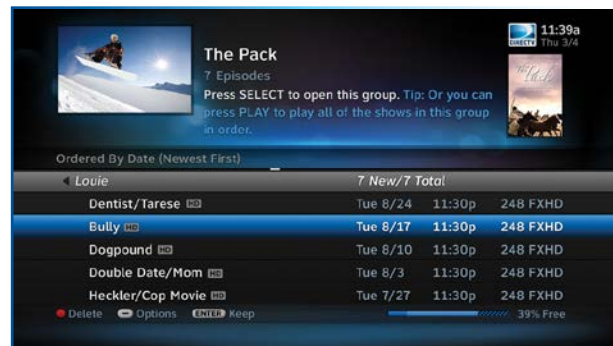 11:39a
DIRECTV Thu 3/4
The Pack
7 Episodes
Press SELECT to open this group. Tip: Or you can
press PLAY to play all of the shows in this group
in order.
The Pack
Ordered By Date (Newest First)
Louie 7 New/7 Total
Dentist/Tarese HD Tue 8/24 11:30p 248 FXHD
Bully HD Tue 8/17 11:30p 248 FXHD
Dogpound HD Tue 8/10 11:30p 248 FXHD
Double Date/Mom HD Tue 8/3 11:30p 248 FXHD
Heckler/Cop Movie HD Tue 7/27 11:30p 248 FXHD
Delete Options ENTER Keep 39% Free